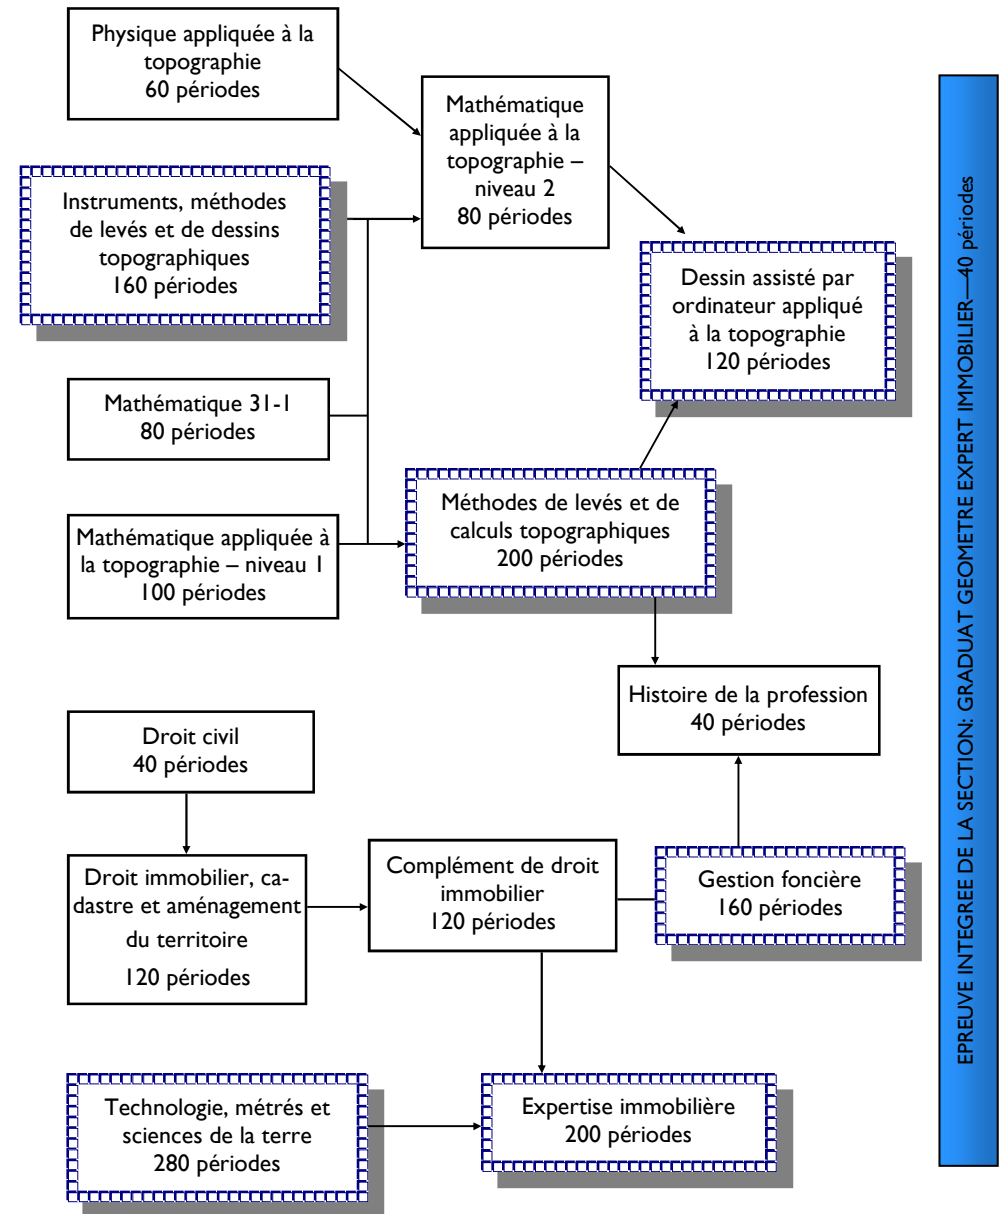 Physique appliquée à la
topographie
60 périodes
Mathématique
appliquée à la
topographie –
niveau 2
80 périodes
Instruments, méthodes
de levés et de dessins
topographiques
160 périodes
Dessin assisté par
ordinateur appliqué
à la topographie
120 périodes
Mathématique 31-1
80 périodes
Méthodes de levés et de
calculs topographiques
200 périodes
Mathématique appliquée à
la topographie – niveau 1
100 périodes
Histoire de la profession
40 périodes
Droit civil
40 périodes
Droit immobilier, ca-
dastre et aménagement
du territoire
120 périodes
Complément de droit
immobilier
120 périodes
Gestion foncière
160 périodes
Technologie, métrés et
sciences de la terre
280 périodes
Expertise immobilière
200 périodes
EPREUVE INTEGREE DE LA SECTION: GRADUAT GEOMETRE EXPERT IMMOBILIER—40 périodes